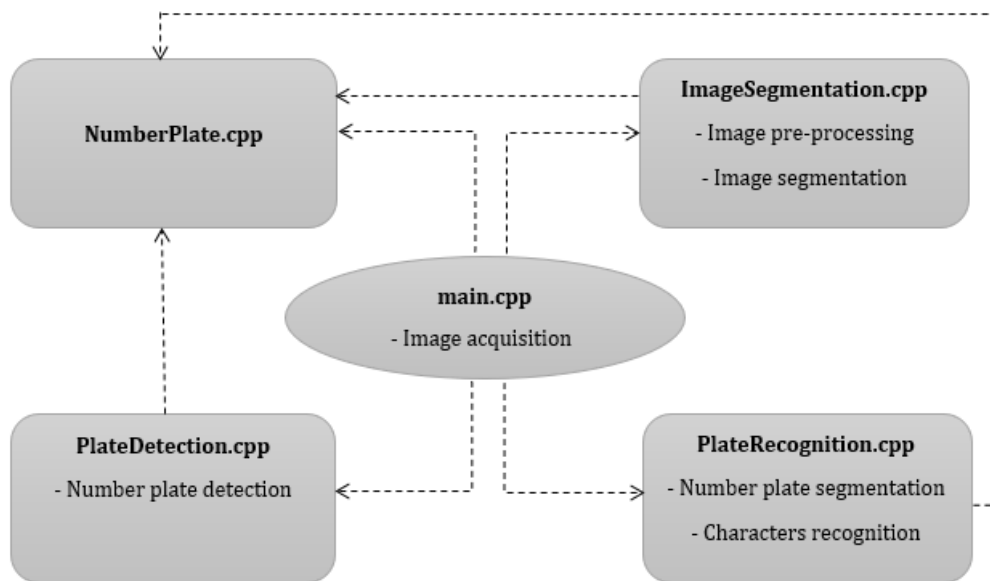 NumberPlate.cpp
ImageSegmentation.cpp
- Image pre-processing
- Image segmentation
main.cpp
- Image acquisition
PlateDetection.cpp
- Number plate detection
PlateRecognition.cpp
- Number plate segmentation
- Characters recognition